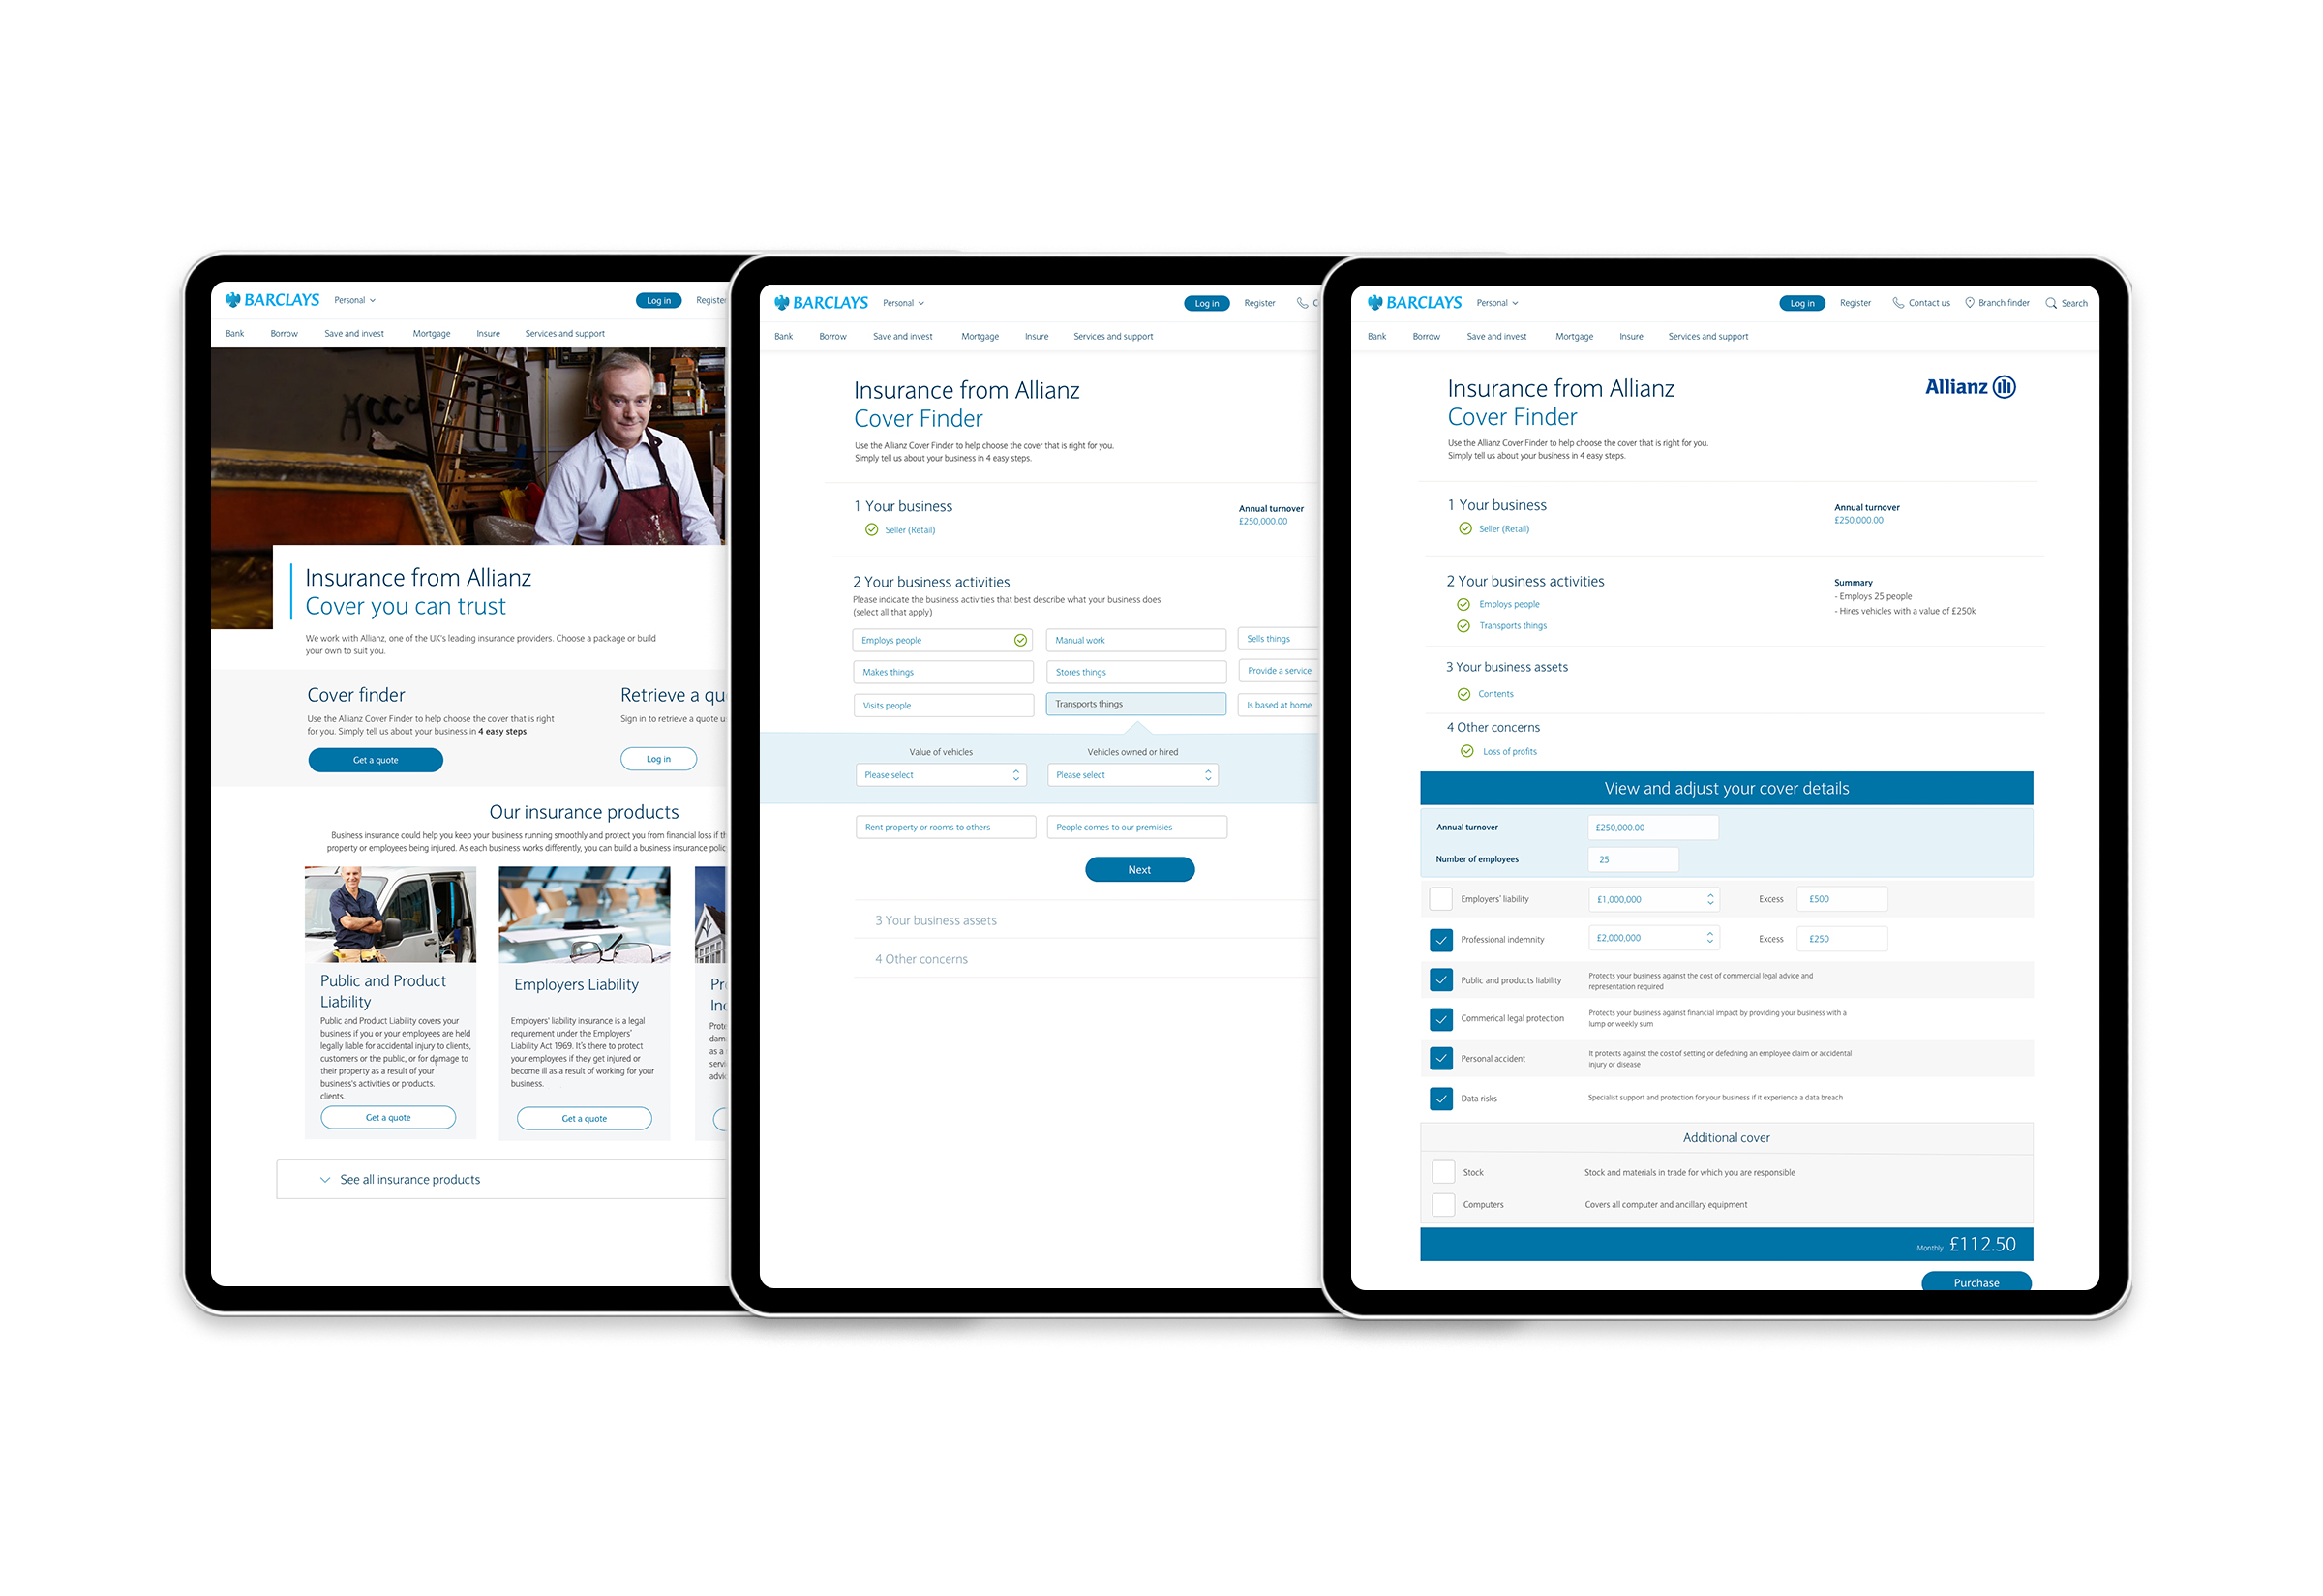 BARCLAYS Personal Log in
Bank Borrow Save and invest Mortgage Insure Services and support
Insurance from Allianz
Cover you can trust
We work with Allianz, one of the UK's leading insurance providers. Choose a package or build
your own to suit you.
Cover finder
Use the Allianz Cover Finder to help choose the cover that is right
for you. Simply tell us about your business in 4 easy steps.
Get a quote
Retrieve a
Sign in to retrieve a quote
Log in
Our insurance products
Business insurance could help you keep your business running smoothly and protect you from financial loss if
property or employees being injured. As each business works differently, you can build a business insurance
Public and Product
Liability
Public and Product Liability covers your
business if you or your employees are held
legally liable for accidental injury to clients,
customers or the public, or for damage to
their property as a result of your
business's activities or products.
clients.
Get a quote
Employers Liability
Employers' liability insurance is a legal
requirement under the Employers'
Liability Act 1969. It's there to protect
your employees if they get injured or
become ill as a result of working for your
business.
Get a quote
See all insurance products
BARCLAYS Personal Log in Register
Bank Borrow Save and invest Mortgage Insure Services and support
Insurance from Allianz
Cover Finder
Use the Allianz Cover Finder to help choose the cover that is right for you.
Simply tell us about your business in 4 easy steps.
1 Your business
Seller (Retail)
Annual turnover
£250,000.00
2 Your business activities
Please indicate the business activities that best describe what your business does
(select all that apply)
Employs people Manual work Sells things
Makes things Stores things Provide a service
Visits people Transports things Is based at home
Value of vehicles Vehicles owned or hired
Please select Please select
Rent property or rooms to others People comes to our premisies
Next
3 Your business assets
4 Other concerns
BARCLAYS Personal Log in Register Contact us Branch finder Search
Bank Borrow Save and invest Mortgage Insure Services and support
Insurance from Allianz
Cover Finder
Allianz
Use the Allianz Cover Finder to help choose the cover that is right for you.
Simply tell us about your business in 4 easy steps.
1 Your business
Seller (Retail)
Annual turnover
£250,000.00
2 Your business activities
Employs people
Transports things
Summary
- Employs 25 people
- Hires vehicles with a value of £250k
3 Your business assets
Contents
4 Other concerns
Loss of profits
View and adjust your cover details
Annual turnover £250,000.00
Number of employees 25
Employers' liability £1,000,000 Excess £500
Professional indemnity £2,000,000 Excess £250
Public and products liability Protects your business against the cost of commercial legal advice and
representation required
Commerical legal protection Protects your business against financial impact by providing your business with a
lump or weekly sum
Personal accident It protects against the cost of setting or defedning an employee claim or accidental
injury or disease
Data risks Specialist support and protection for your business if it experience a data breach
Additional cover
Stock Stock and materials in trade for which you are responsible
Computers Covers all computer and ancillary equipment
Monthly £112.50
Purchase